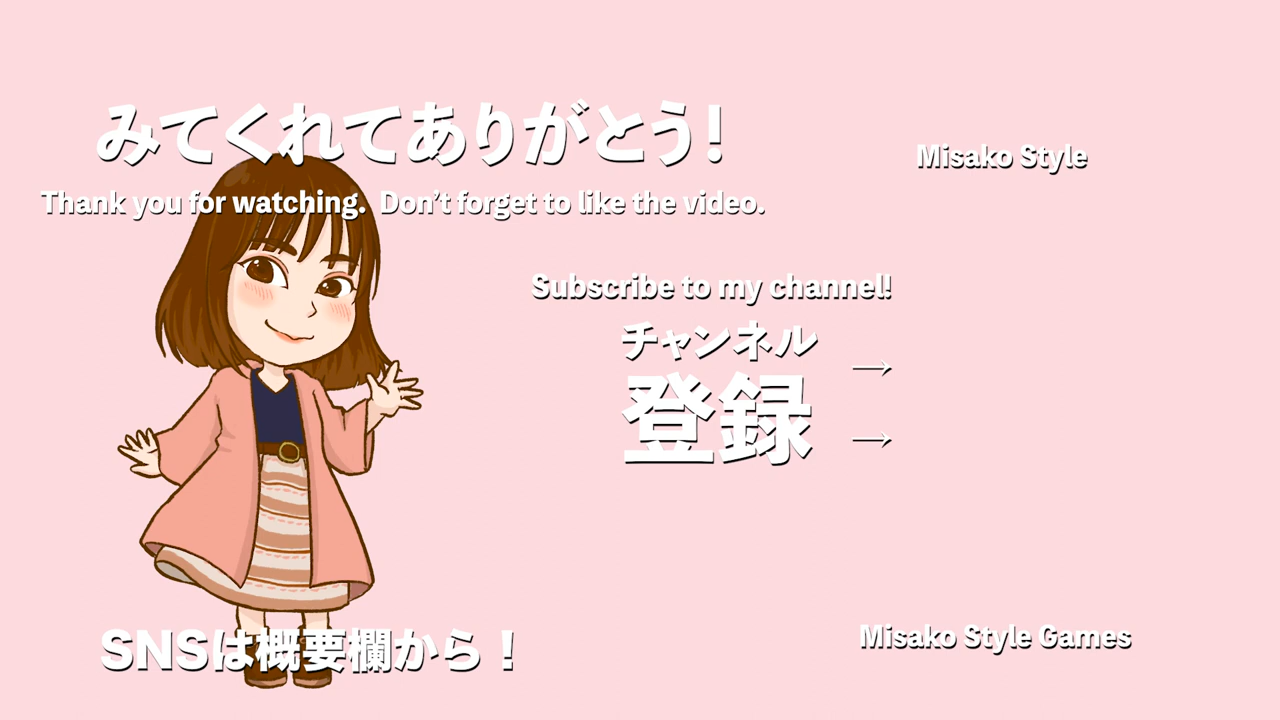 みてくれてありがとう!
Thank you for watching. Don't forget to like the video.
Misako Style
Subscribe to my channel!
チャンネル
登録
→
→
SNSは概要欄から!
Misako Style Games